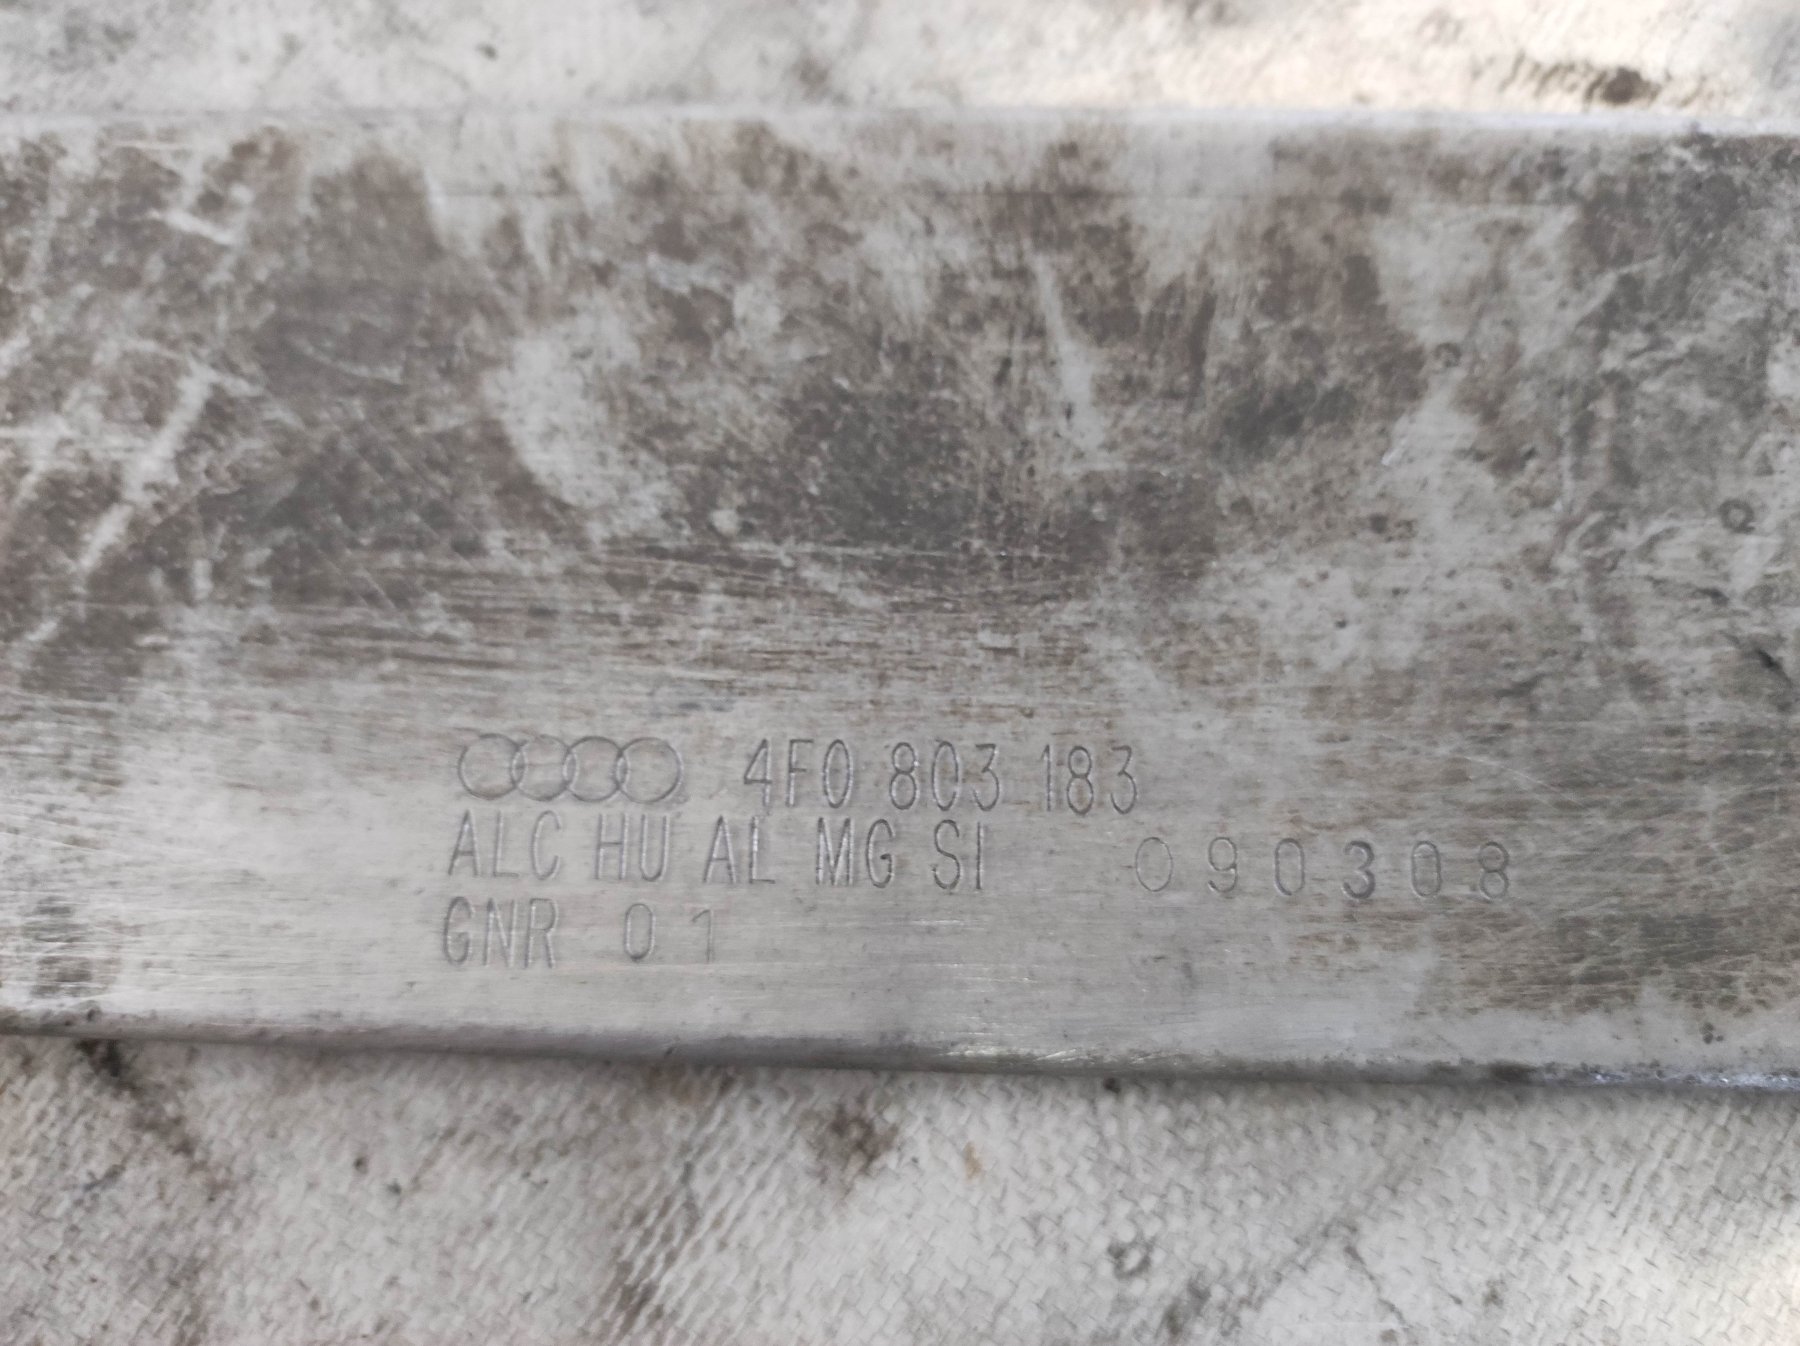 4F0 803 183
ALC HU AL MG SI 090308
GNR 01